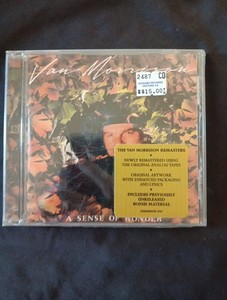 Van Morrison
2487 CD
$15.00
THE VAN MORRISON REMASTERS
NEWLY REMASTERED USING
THE ORIGINAL ANALOG TAPES
ORIGINAL ARTWORK
WITH ENHANCED PACKAGING
AND LYRICS
INCLUDES PREVIOUSLY
UNRELEASED
BONUS MATERIAL
A SENSE OF WONDER